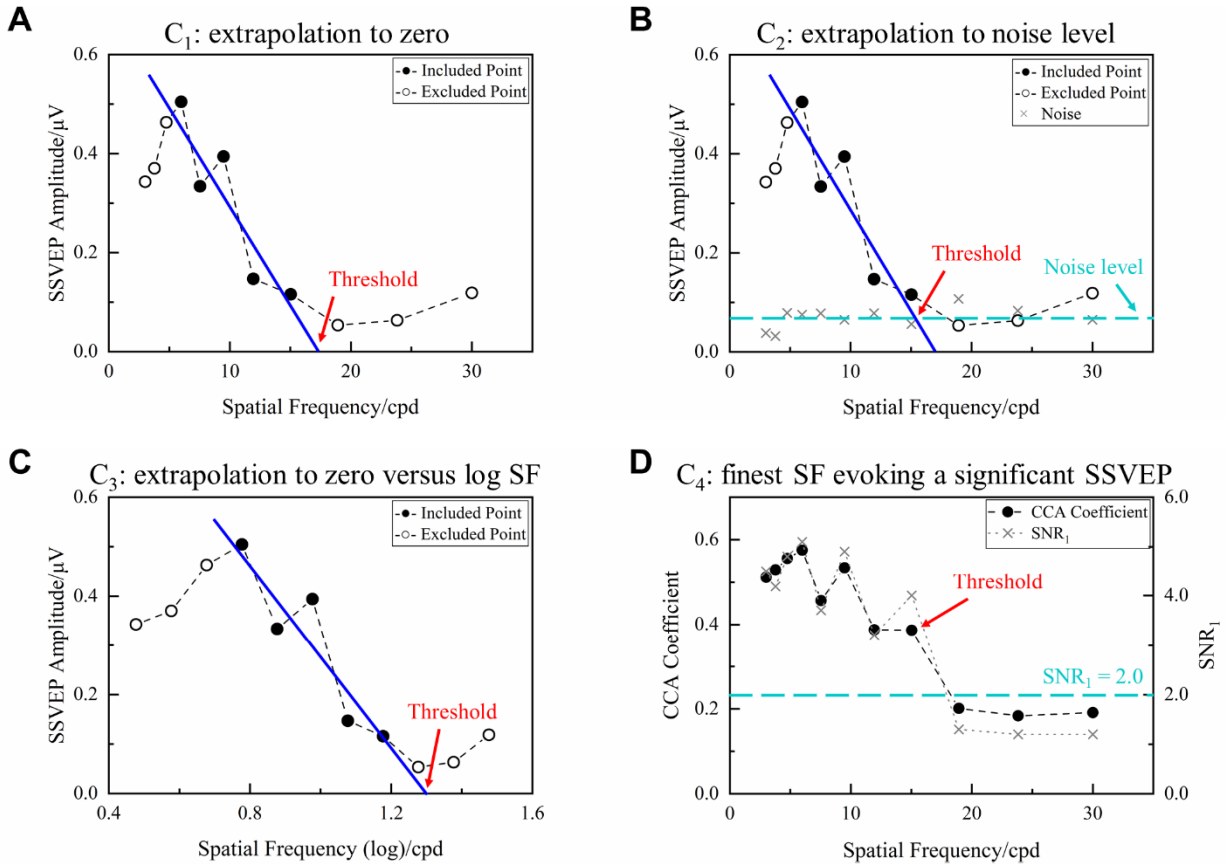 A
C₁: extrapolation to zero
Included Point
Excluded Point
SSVEP Amplitude/μV
0.6
0.4
0.2
0.0
Threshold
0 10 20 30
Spatial Frequency/cpd
B
C₂: extrapolation to noise level
Included Point
Excluded Point
Noise
SSVEP Amplitude/μV
0.6
0.4
0.2
0.0
Threshold
Noise level
0 10 20 30
Spatial Frequency/cpd
C
C₃: extrapolation to zero versus log SF
Included Point
Excluded Point
SSVEP Amplitude/μV
0.6
0.4
0.2
0.0
Threshold
0.4 0.8 1.2 1.6
Spatial Frequency (log)/cpd
D
C₄: finest SF evoking a significant SSVEP
CCA Coefficient
SNR₁
CCA Coefficient
0.6
0.4
0.2
0.0
Threshold
SNR₁ = 2.0
6.0
4.0
2.0
0.0
SNR₁
0 10 20 30
Spatial Frequency/cpd